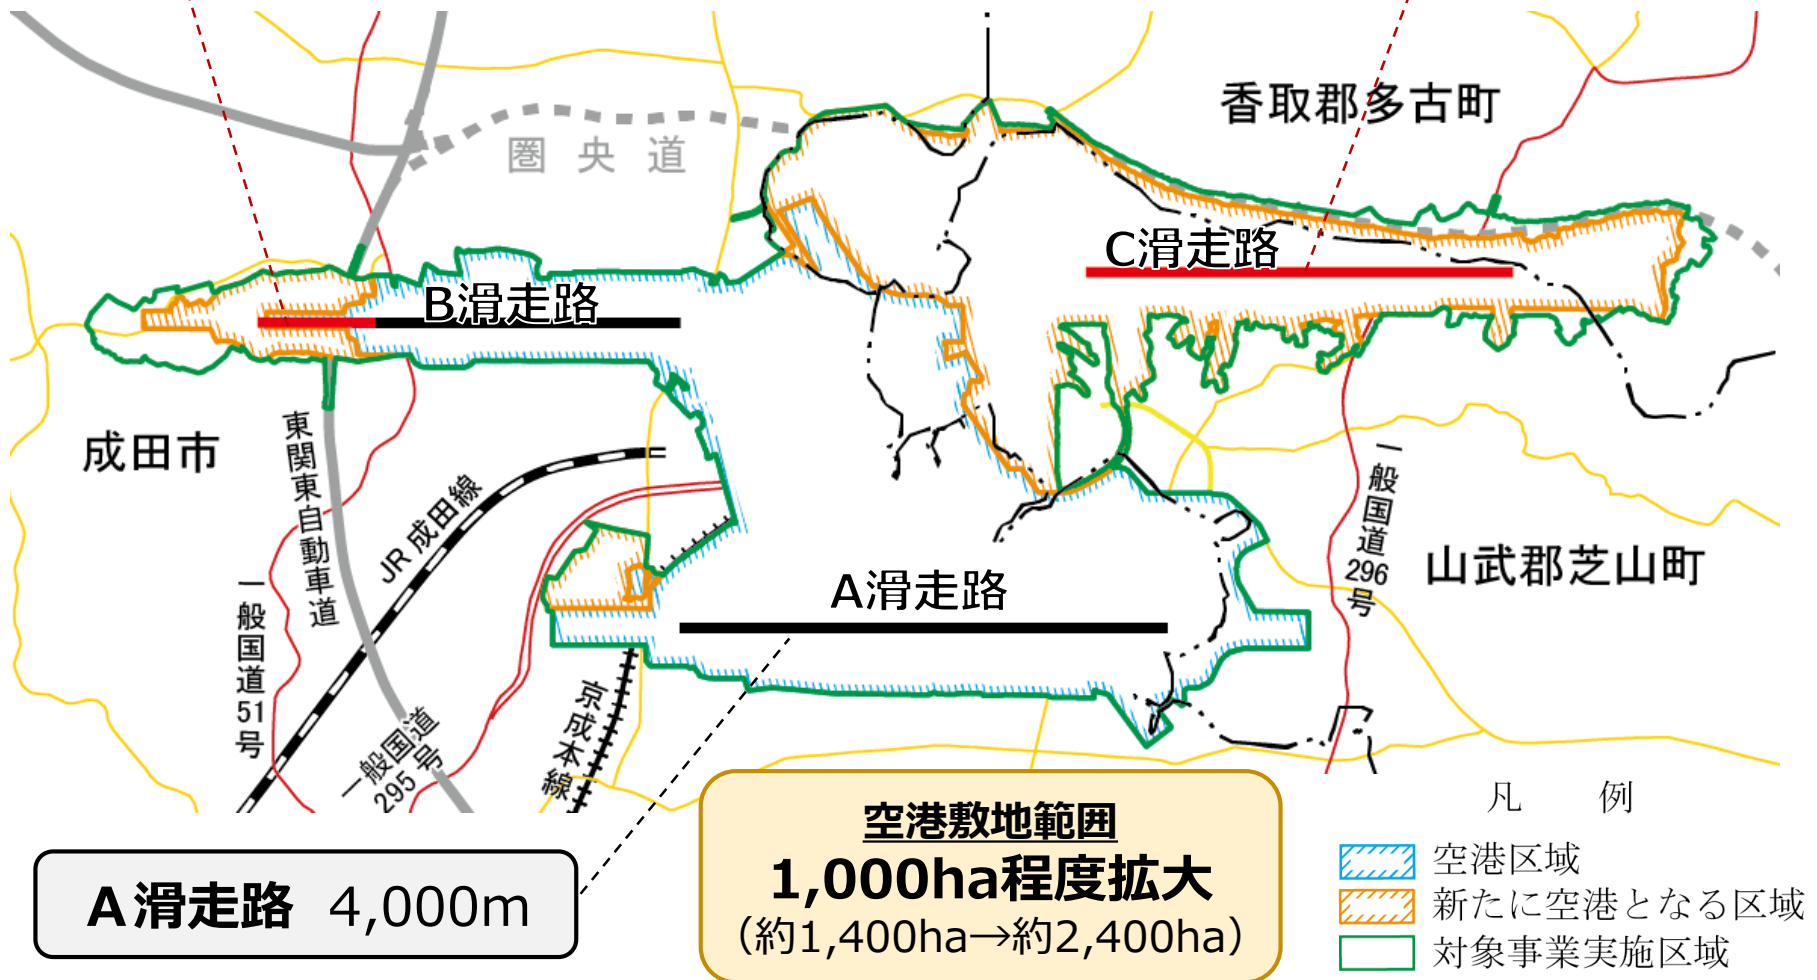 香取郡多古町
圏央道
C滑走路
B滑走路
成田市
東関東自動車道
JR成田線
一般国道51号
一般国道295号
京成本線
A滑走路
一般国道296号
山武郡芝山町
A滑走路 4,000m
空港敷地範囲
1,000ha程度拡大
（約1,400ha→約2,400ha）
凡 例
空港区域
新たに空港となる区域
対象事業実施区域